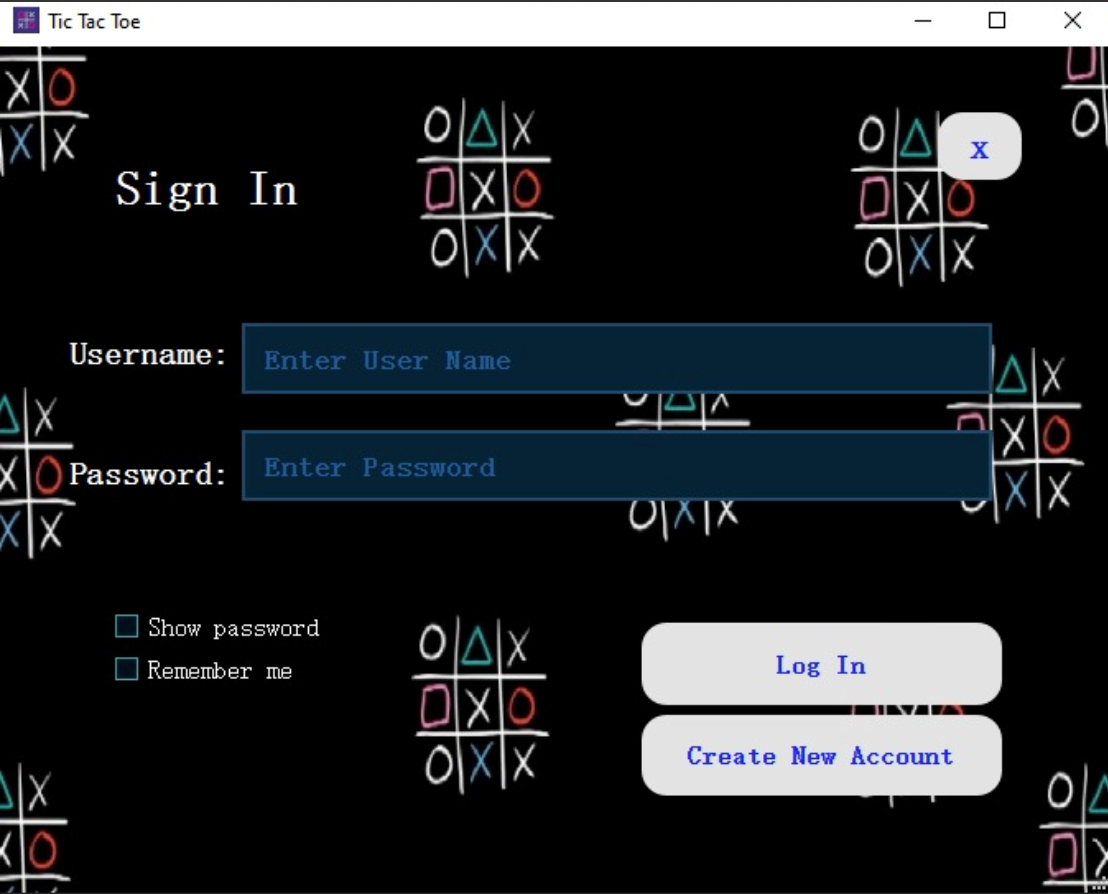 Tic Tac Toe
x
Sign In
Username:
Enter User Name
Password:
Enter Password
Show password
Remember me
Log In
Create New Account